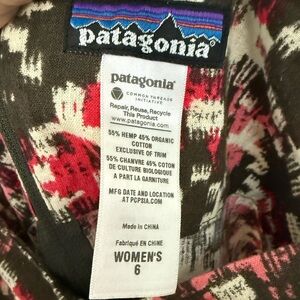 patagonia
patagonia
COMMON THREADS
INITIATIVE
Repair, Reuse, Recycle
This Product
www.patagonia.com
55% HEMP 45% ORGANIC
COTTON
EXCLUSIVE OF TRIM
55% CHANVRE 45% COTON
DE CULTURE BIOLOGIQUE
A PART LA GARNITURE
MFG DATE AND LOCATION
AT PCPSIA.COM
Made in CHINA
Fabriqué EN CHINE
WOMEN'S
6